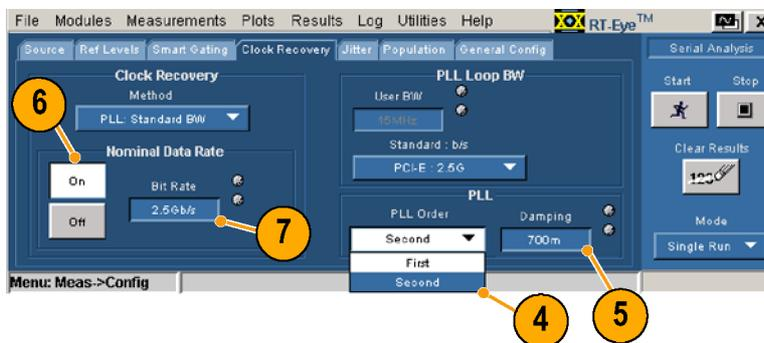 File Modules Measurements Plots Results Log Utilities Help RT-Eye™
Source Ref Levels Smart Gating Clock Recovery Jitter Population General Config
Serial Analysis
Clock Recovery
Method
PLL: Standard BW
6
Nominal Data Rate
On
Off
Bit Rate
2.5Gb/s
7
PLL Loop BW
User BW
15MHz
Standard : b/s
PCI-E : 2.5G
PLL
PLL Order
Second
First
Second
4
Damping
700m
5
Start Stop
Clear Results
123
Mode
Single Run
Menu: Meas->Config